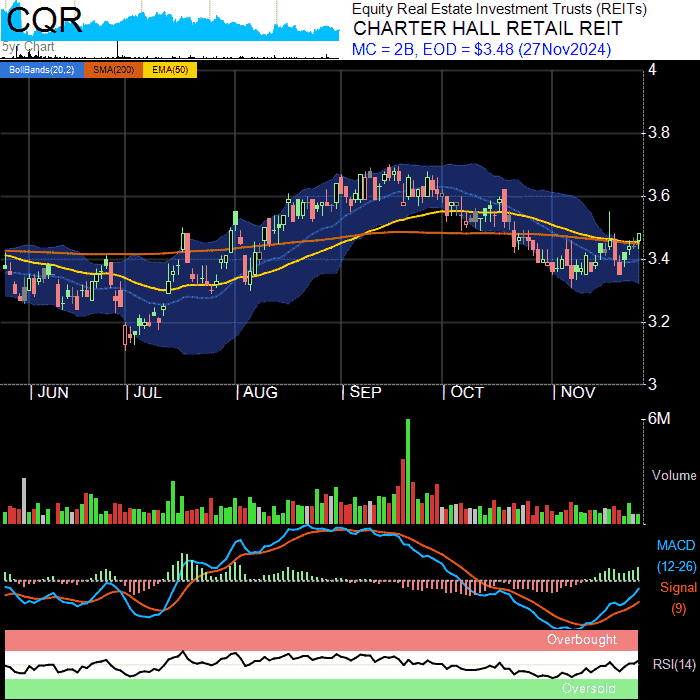 CQR
5yr Chart
Equity Real Estate Investment Trusts (REITs)
CHARTER HALL RETAIL REIT
MC = 2B, EOD = $3.48 (27Nov2024)
BollBands(20,2) SMA(200) EMA(50)
4
3.8
3.6
3.4
3.2
3
JUN JUL AUG SEP OCT NOV
6M
Volume
MACD
(12-26)
Signal
(9)
Overbought
RSI(14)
Oversold